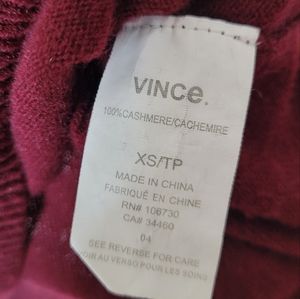 VINCE.
100%CASHMERE/CACHEMIRE
XS/TP
MADE IN CHINA
FABRIQUÉ EN CHINE
RN# 106730
CA# 34460
04
SEE REVERSE FOR CARE
AU VERSO POUR LES SOINS